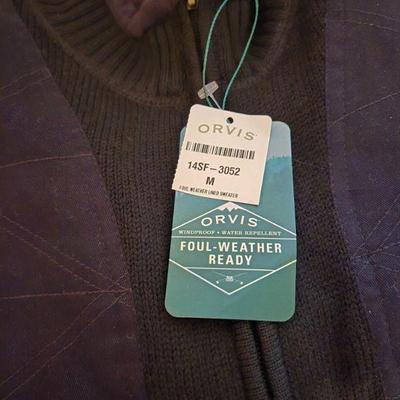 ORVIS
14SF-3052
M
FOUL WEATHER LINED SWEATER
ORVIS
WINDPROOF • WATER REPELLENT
FOUL-WEATHER
READY